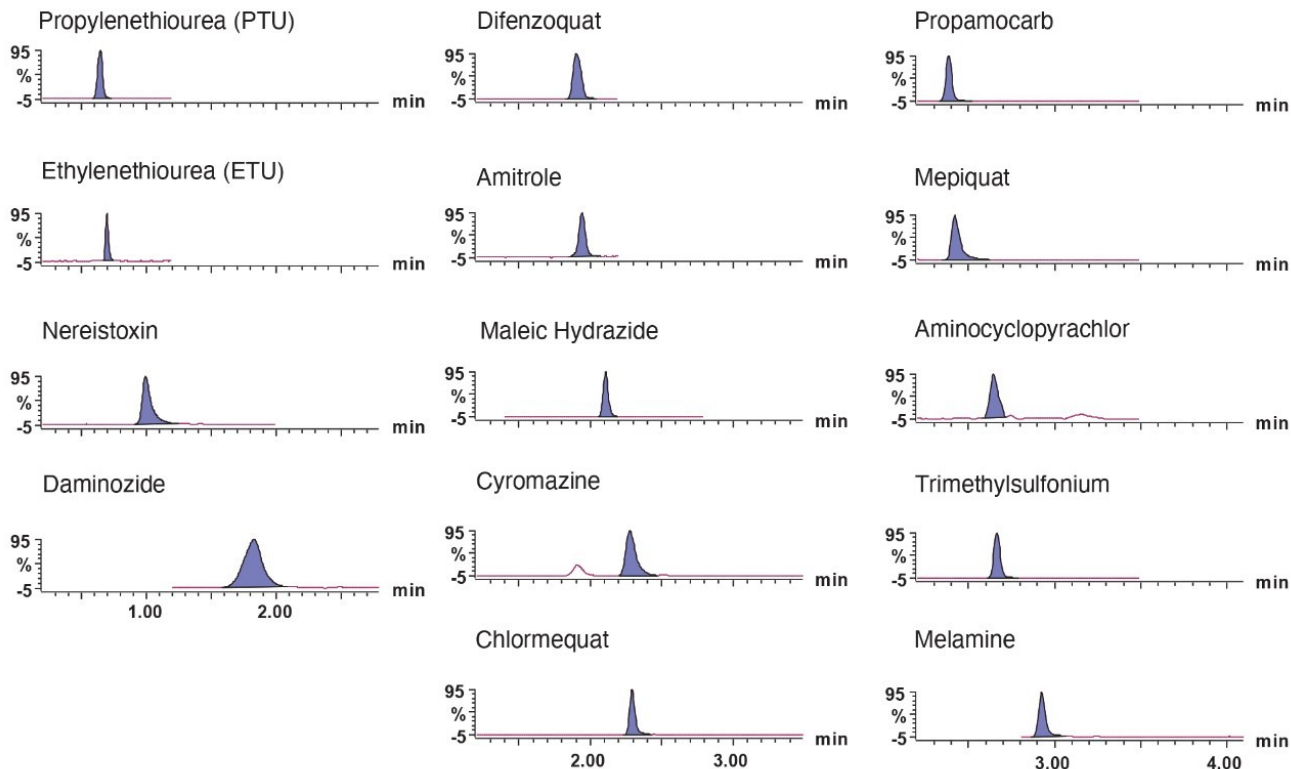 Propylenethiourea (PTU)
95
%
-5
min
Ethylenethiourea (ETU)
95
%
-5
min
Nereistoxin
95
%
-5
min
Daminozide
95
%
-5
min
1.00 2.00
Difenzoquat
95
%
-5
min
Amitrole
95
%
-5
min
Maleic Hydrazide
95
%
-5
min
Cyromazine
95
%
-5
min
Chlormequat
95
%
-5
min
2.00 3.00
Propamocarb
95
%
-5
min
Mepiquat
95
%
-5
min
Aminocyclopyrachlor
95
%
-5
min
Trimethylsulfonium
95
%
-5
min
Melamine
95
%
-5
min
3.00 4.00